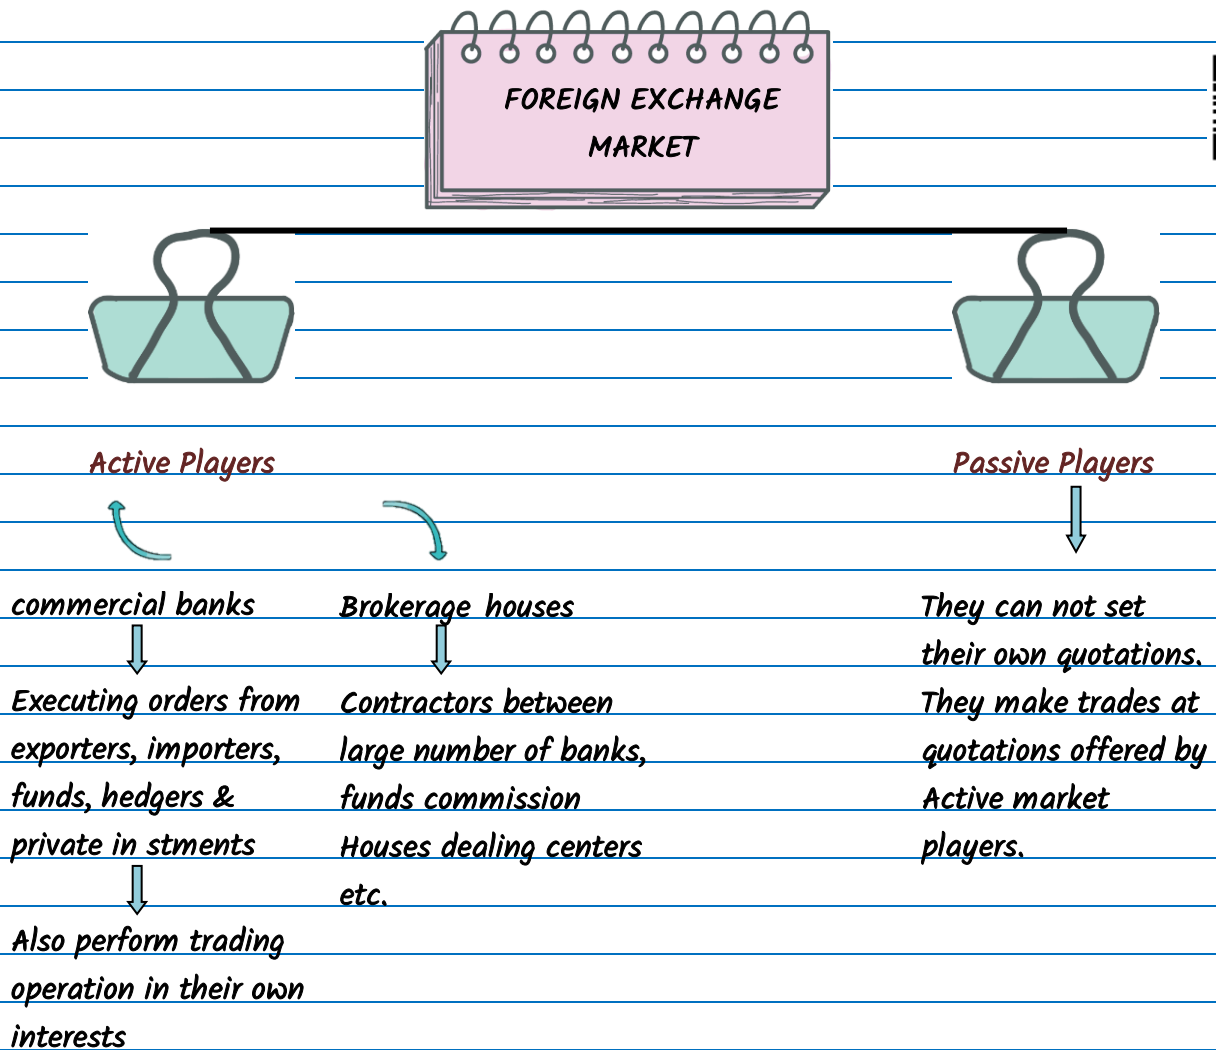 FOREIGN EXCHANGE
MARKET
Active Players
commercial banks
Executing orders from
exporters, importers,
funds, hedgers &
private in stments
Also perform trading
operation in their own
interests
Brokerage houses
Contractors between
large number of banks,
funds commission
Houses dealing centers
etc.
Passive Players
They can not set
their own quotations.
They make trades at
quotations offered by
Active market
players.